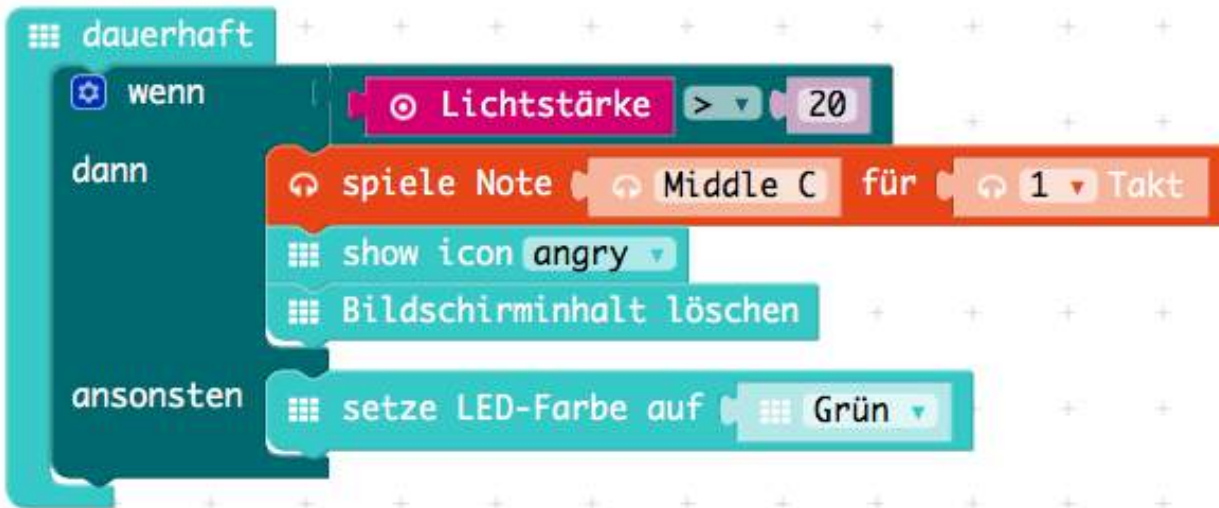 dauerhaft
wenn Lichtstärke > 20
dann spiele Note Middle C für 1 Takt
show icon angry
Bildschirminhalt löschen
ansonsten setze LED-Farbe auf Grün